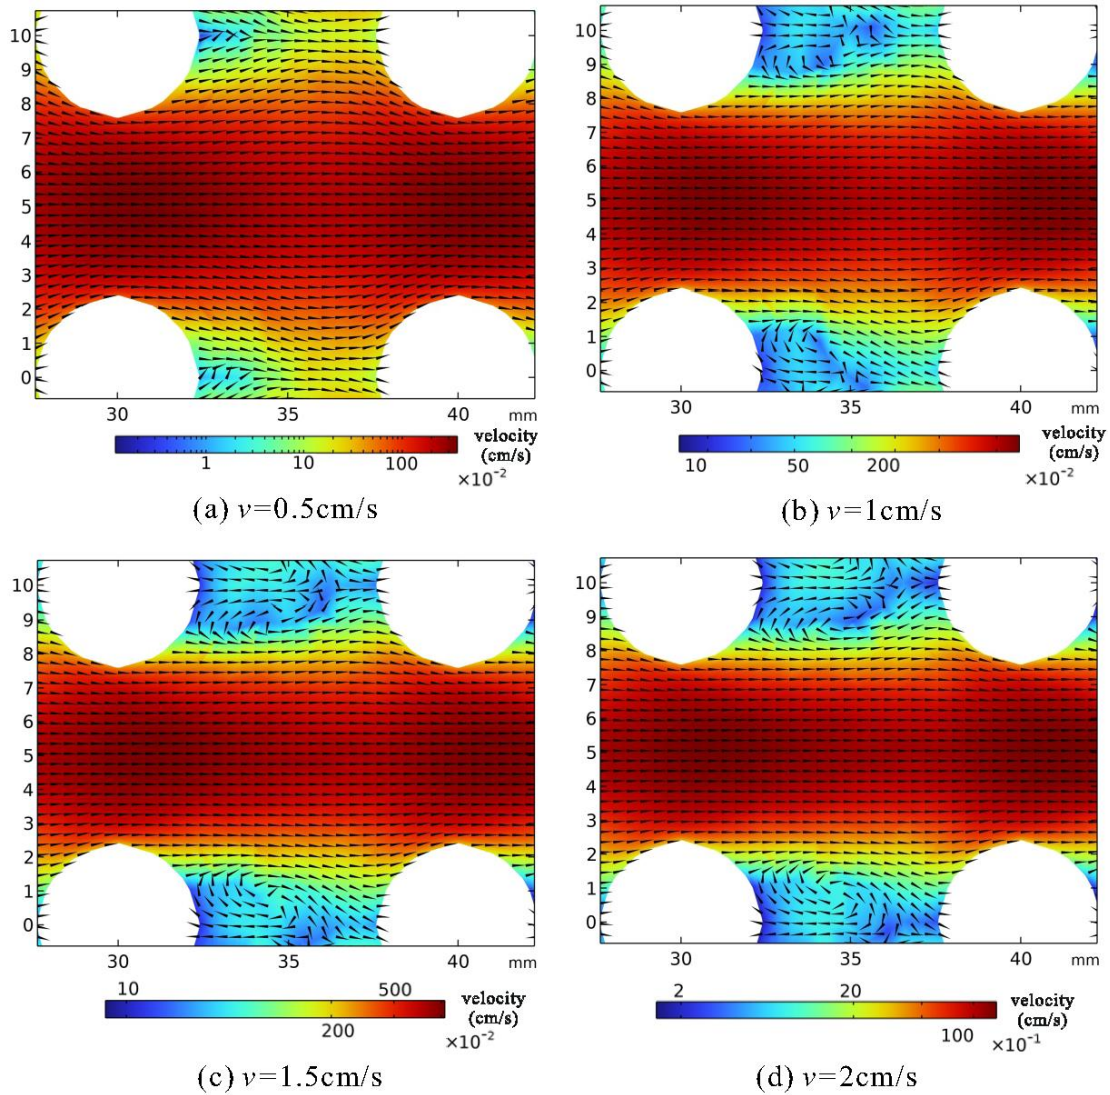 10
9
8
7
6
5
4
3
2
1
0
30 35 40 mm
1 10 100
velocity
(cm/s)
×10⁻²
(a) v=0.5cm/s
10
9
8
7
6
5
4
3
2
1
0
30 35 40 mm
10 50 200
velocity
(cm/s)
×10⁻²
(b) v=1cm/s
10
9
8
7
6
5
4
3
2
1
0
30 35 40 mm
10 500
200
velocity
(cm/s)
×10⁻²
(c) v=1.5cm/s
10
9
8
7
6
5
4
3
2
1
0
30 35 40 mm
2 20
100
velocity
(cm/s)
×10⁻¹
(d) v=2cm/s